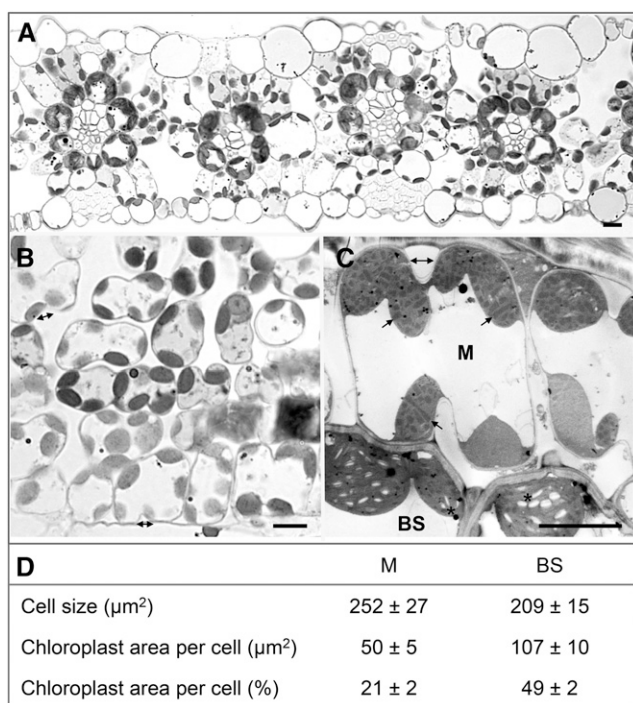 A
B
C
M
BS
D M BS
Cell size (µm²) 252 ± 27 209 ± 15
Chloroplast area per cell (µm²) 50 ± 5 107 ± 10
Chloroplast area per cell (%) 21 ± 2 49 ± 2